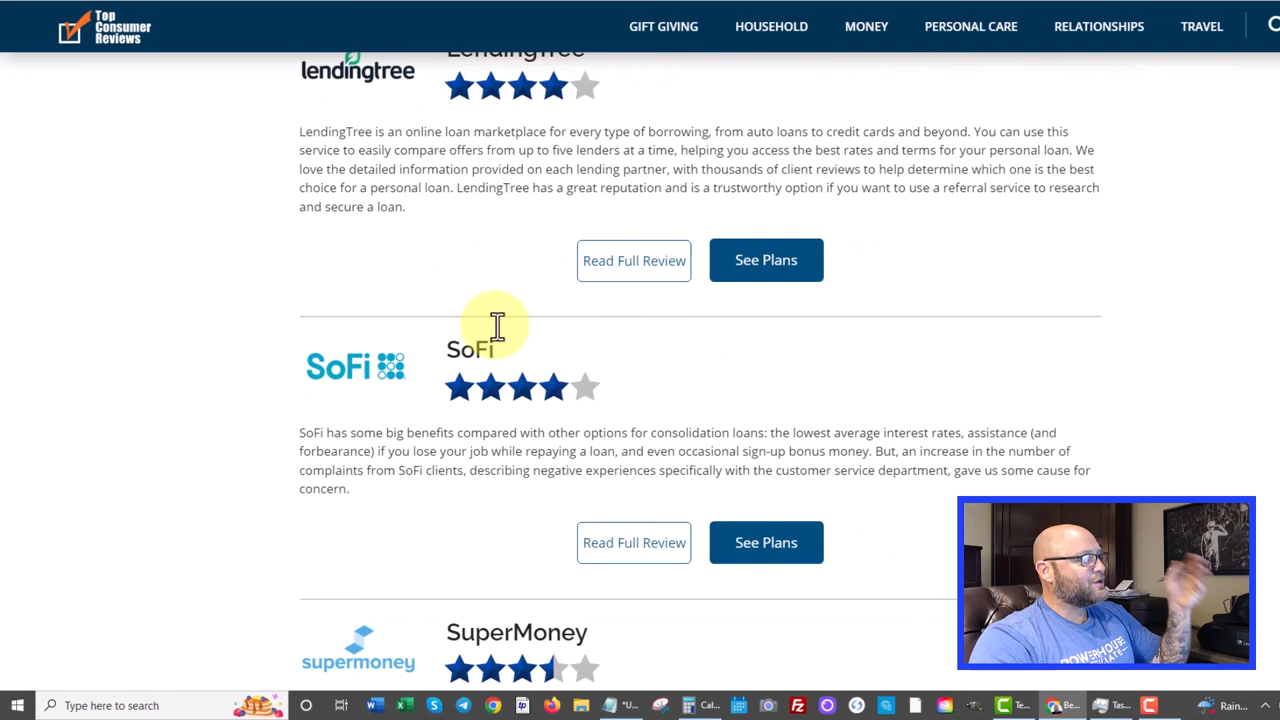 Top
Consumer
Reviews
GIFT GIVING HOUSEHOLD MONEY PERSONAL CARE RELATIONSHIPS TRAVEL
LendingTree
lendingtree
LendingTree is an online loan marketplace for every type of borrowing, from auto loans to credit cards and beyond. You can use this
service to easily compare offers from up to five lenders at a time, helping you access the best rates and terms for your personal loan. We
love the detailed information provided on each lending partner, with thousands of client reviews to help determine which one is the best
choice for a personal loan. LendingTree has a great reputation and is a trustworthy option if you want to use a referral service to research
and secure a loan.
Read Full Review See Plans
SoFi
SoFi
SoFi has some big benefits compared with other options for consolidation loans: the lowest average interest rates, assistance (and
forbearance) if you lose your job while repaying a loan, and even occasional sign-up bonus money. But, an increase in the number of
complaints from SoFi clients, describing negative experiences specifically with the customer service department, gave us some cause for
concern.
Read Full Review See Plans
SuperMoney
supermoney
POWERHOUSE
Type here to search
*U...
Cal...
Te...
Be...
Tas...
Rain...